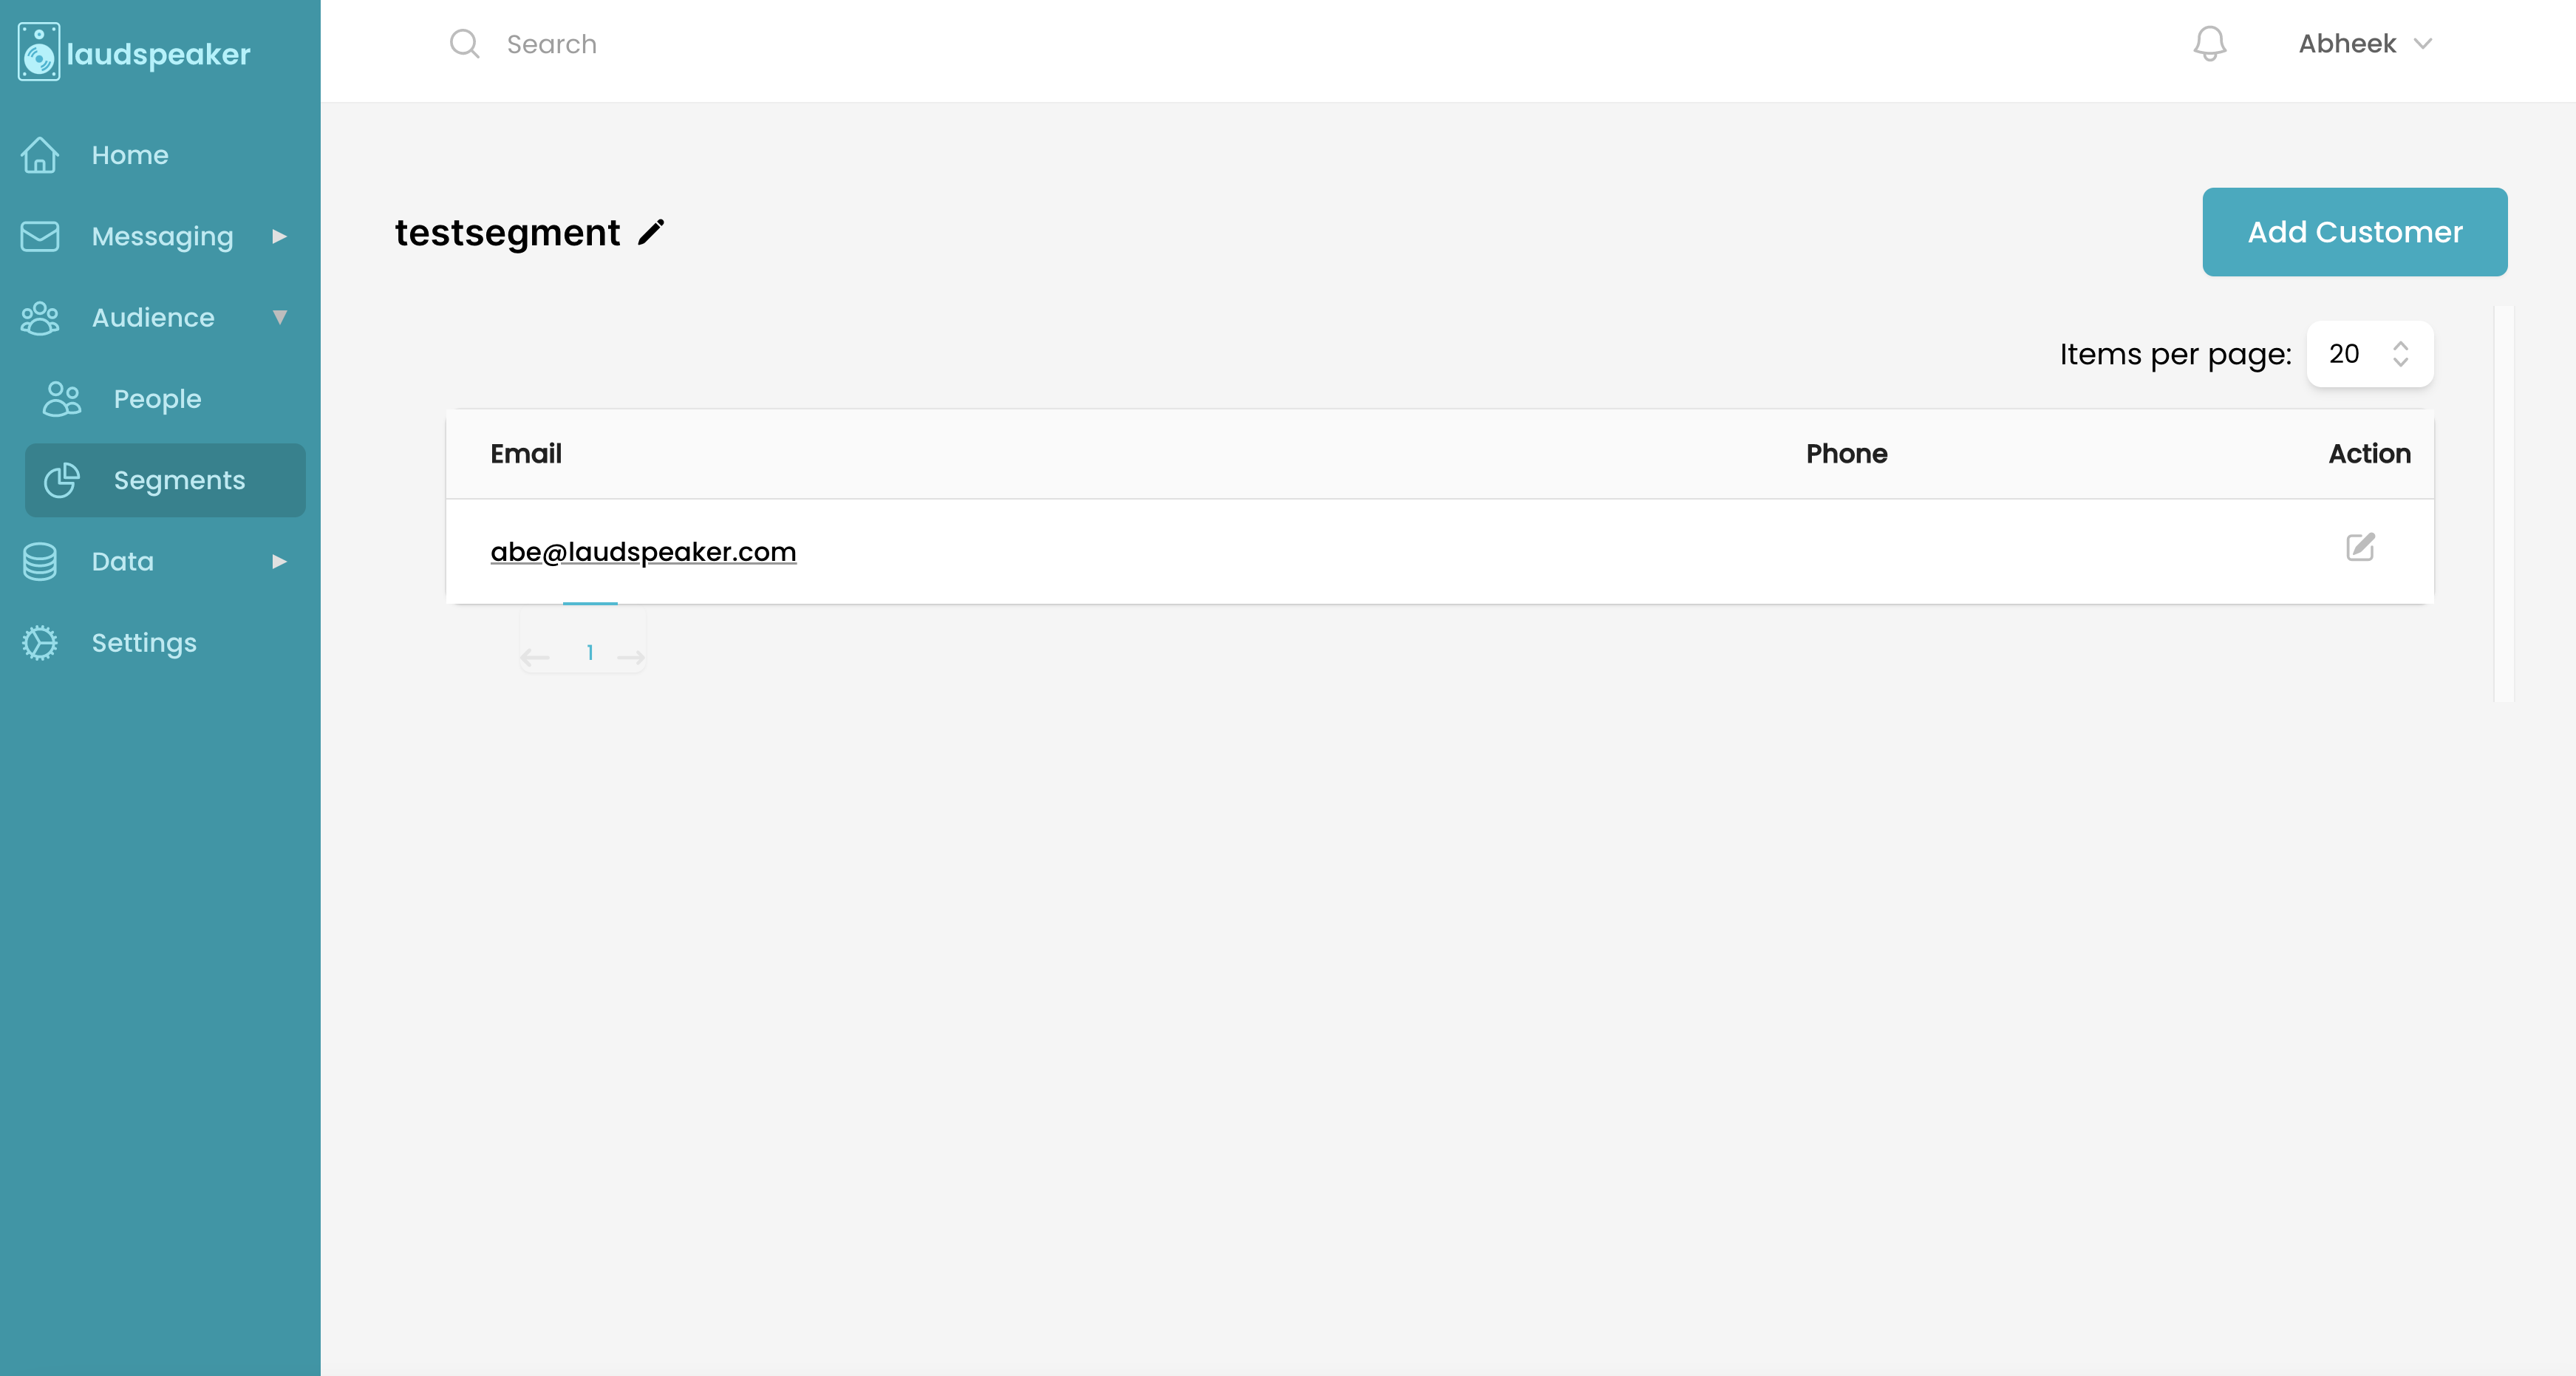 laudspeaker
Search
Abheek
Home
Messaging
Audience
People
Segments
Data
Settings
testsegment
Add Customer
Items per page: 20
Email Phone Action
abe@laudspeaker.com
1